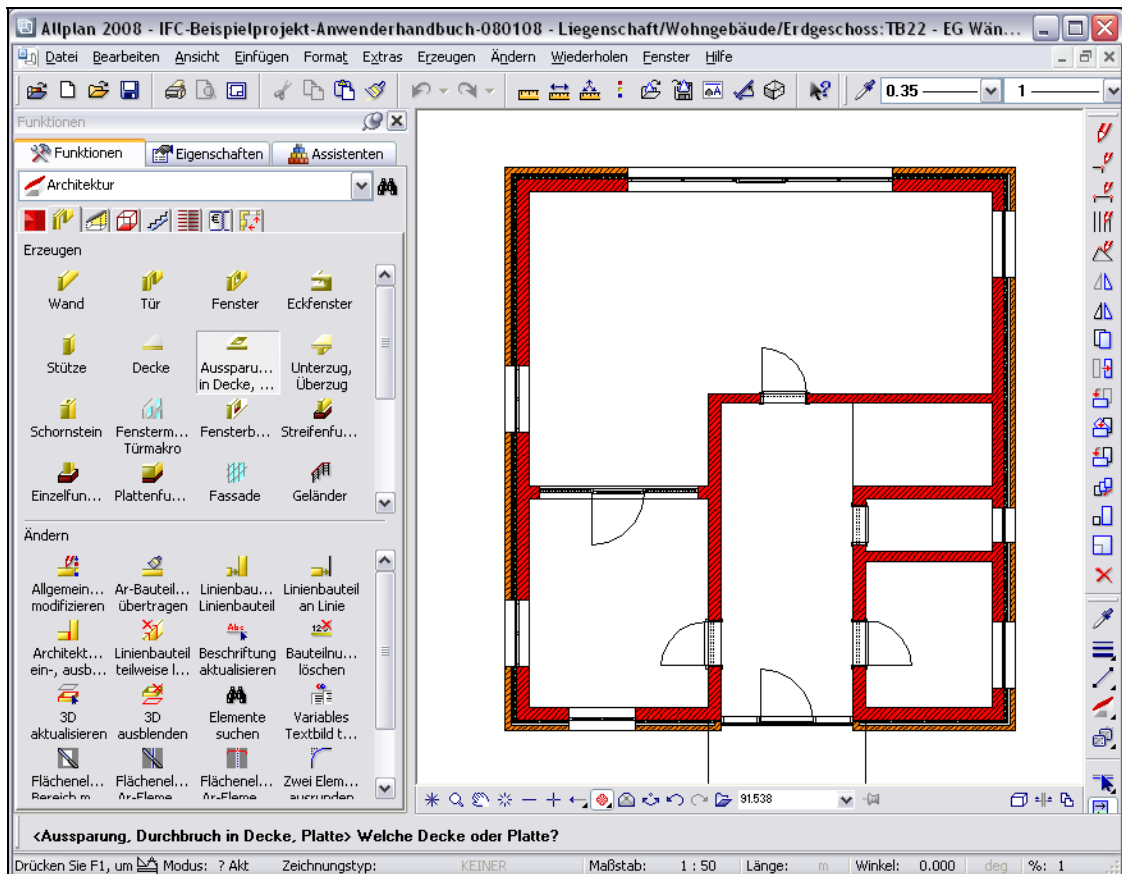 Allplan 2008 - IFC-Beispielprojekt-Anwenderhandbuch-080108 - Liegenschaft/Wohngebäude/Erdgeschoss:TB22 - EG Wän...
Datei Bearbeiten Ansicht Einfügen Format Extras Erzeugen Ändern Wiederholen Fenster Hilfe
0.35 1
Funktionen
Funktionen Eigenschaften Assistenten
Architektur
Erzeugen
Wand Tür Fenster Eckfenster
Stütze Decke Aussparu... Unterzug,
in Decke, ... Überzug
Schornstein Fensterm... Fensterb... Streifenfu...
Türmakro
Einzelfun... Plattenfu... Fassade Geländer
Ändern
Allgemein... Ar-Bauteil... Linienbau... Linienbauteil
modifizieren übertragen Linienbauteil an Linie
Architekt... Linienbauteil Beschriftung Bauteilnu...
ein-, ausb... teilweise l... aktualisieren löschen
3D 3D Elemente Variables
aktualisieren ausblenden suchen Textbild t...
Flächenel... Flächenel... Flächenel... Zwei Elem...
91.538
<Aussparung, Durchbruch in Decke, Platte> Welche Decke oder Platte?
Drücken Sie F1, um Modus: ? Akt Zeichnungstyp: KEINER Maßstab: 1 : 50 Länge: m Winkel: 0.000 deg %: 1